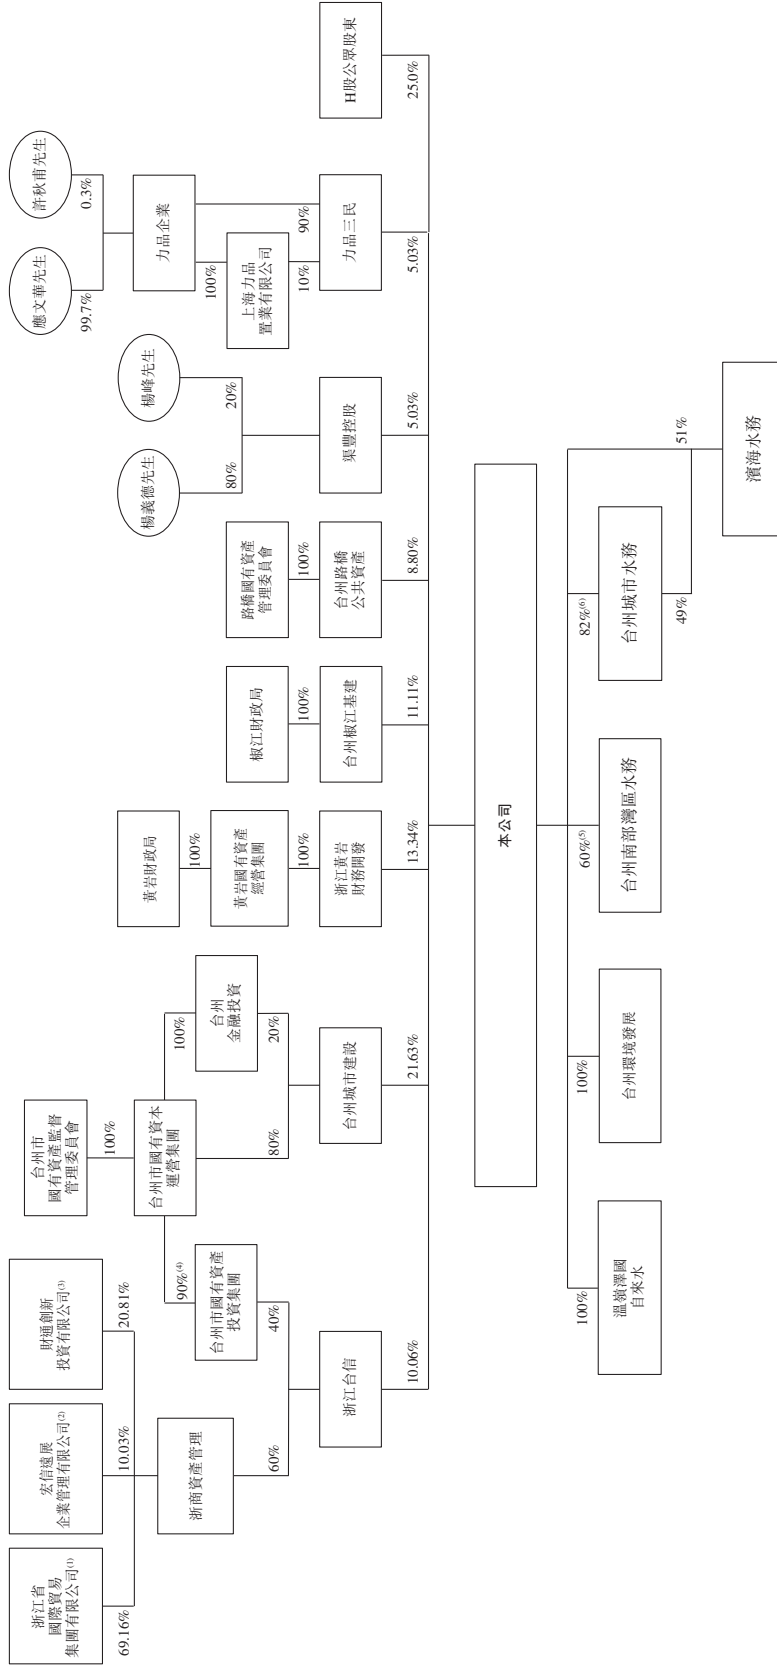 浙江省
國際貿易
集團有限公司(1)
69.16%
宏信遠展
企業管理有限公司(2)
10.03%
財通創新
投資有限公司(3)
20.81%
浙商資產管理
60%
台州市
國有資產監督
管理委員會
100%
台州市國有資本
運營集團
90%(4)
台州市國有資產
投資集團
40%
浙江台信
10.06%
100%
台州
金融投資
20%
80%
台州城市建設
21.63%
黃岩財政局
100%
黃岩國有資產
經營集團
100%
浙江黃岩
財務開發
13.34%
椒江財政局
100%
台州椒江基建
11.11%
路橋國有資產
管理委員會
100%
台州路橋
公共資產
8.80%
楊義德先生
80%
楊峰先生
20%
渠豐控股
5.03%
應文華先生
99.7%
許秋甫先生
0.3%
力品企業
100%
上海力品
置業有限公司
10%
90%
力品三民
5.03%
H股公眾股東
25.0%
本公司
100%
溫嶺澤國
自來水
100%
台州環境發展
60%(5)
台州南部灣區水務
82%(6)
台州城市水務
49%
51%
濱海水務